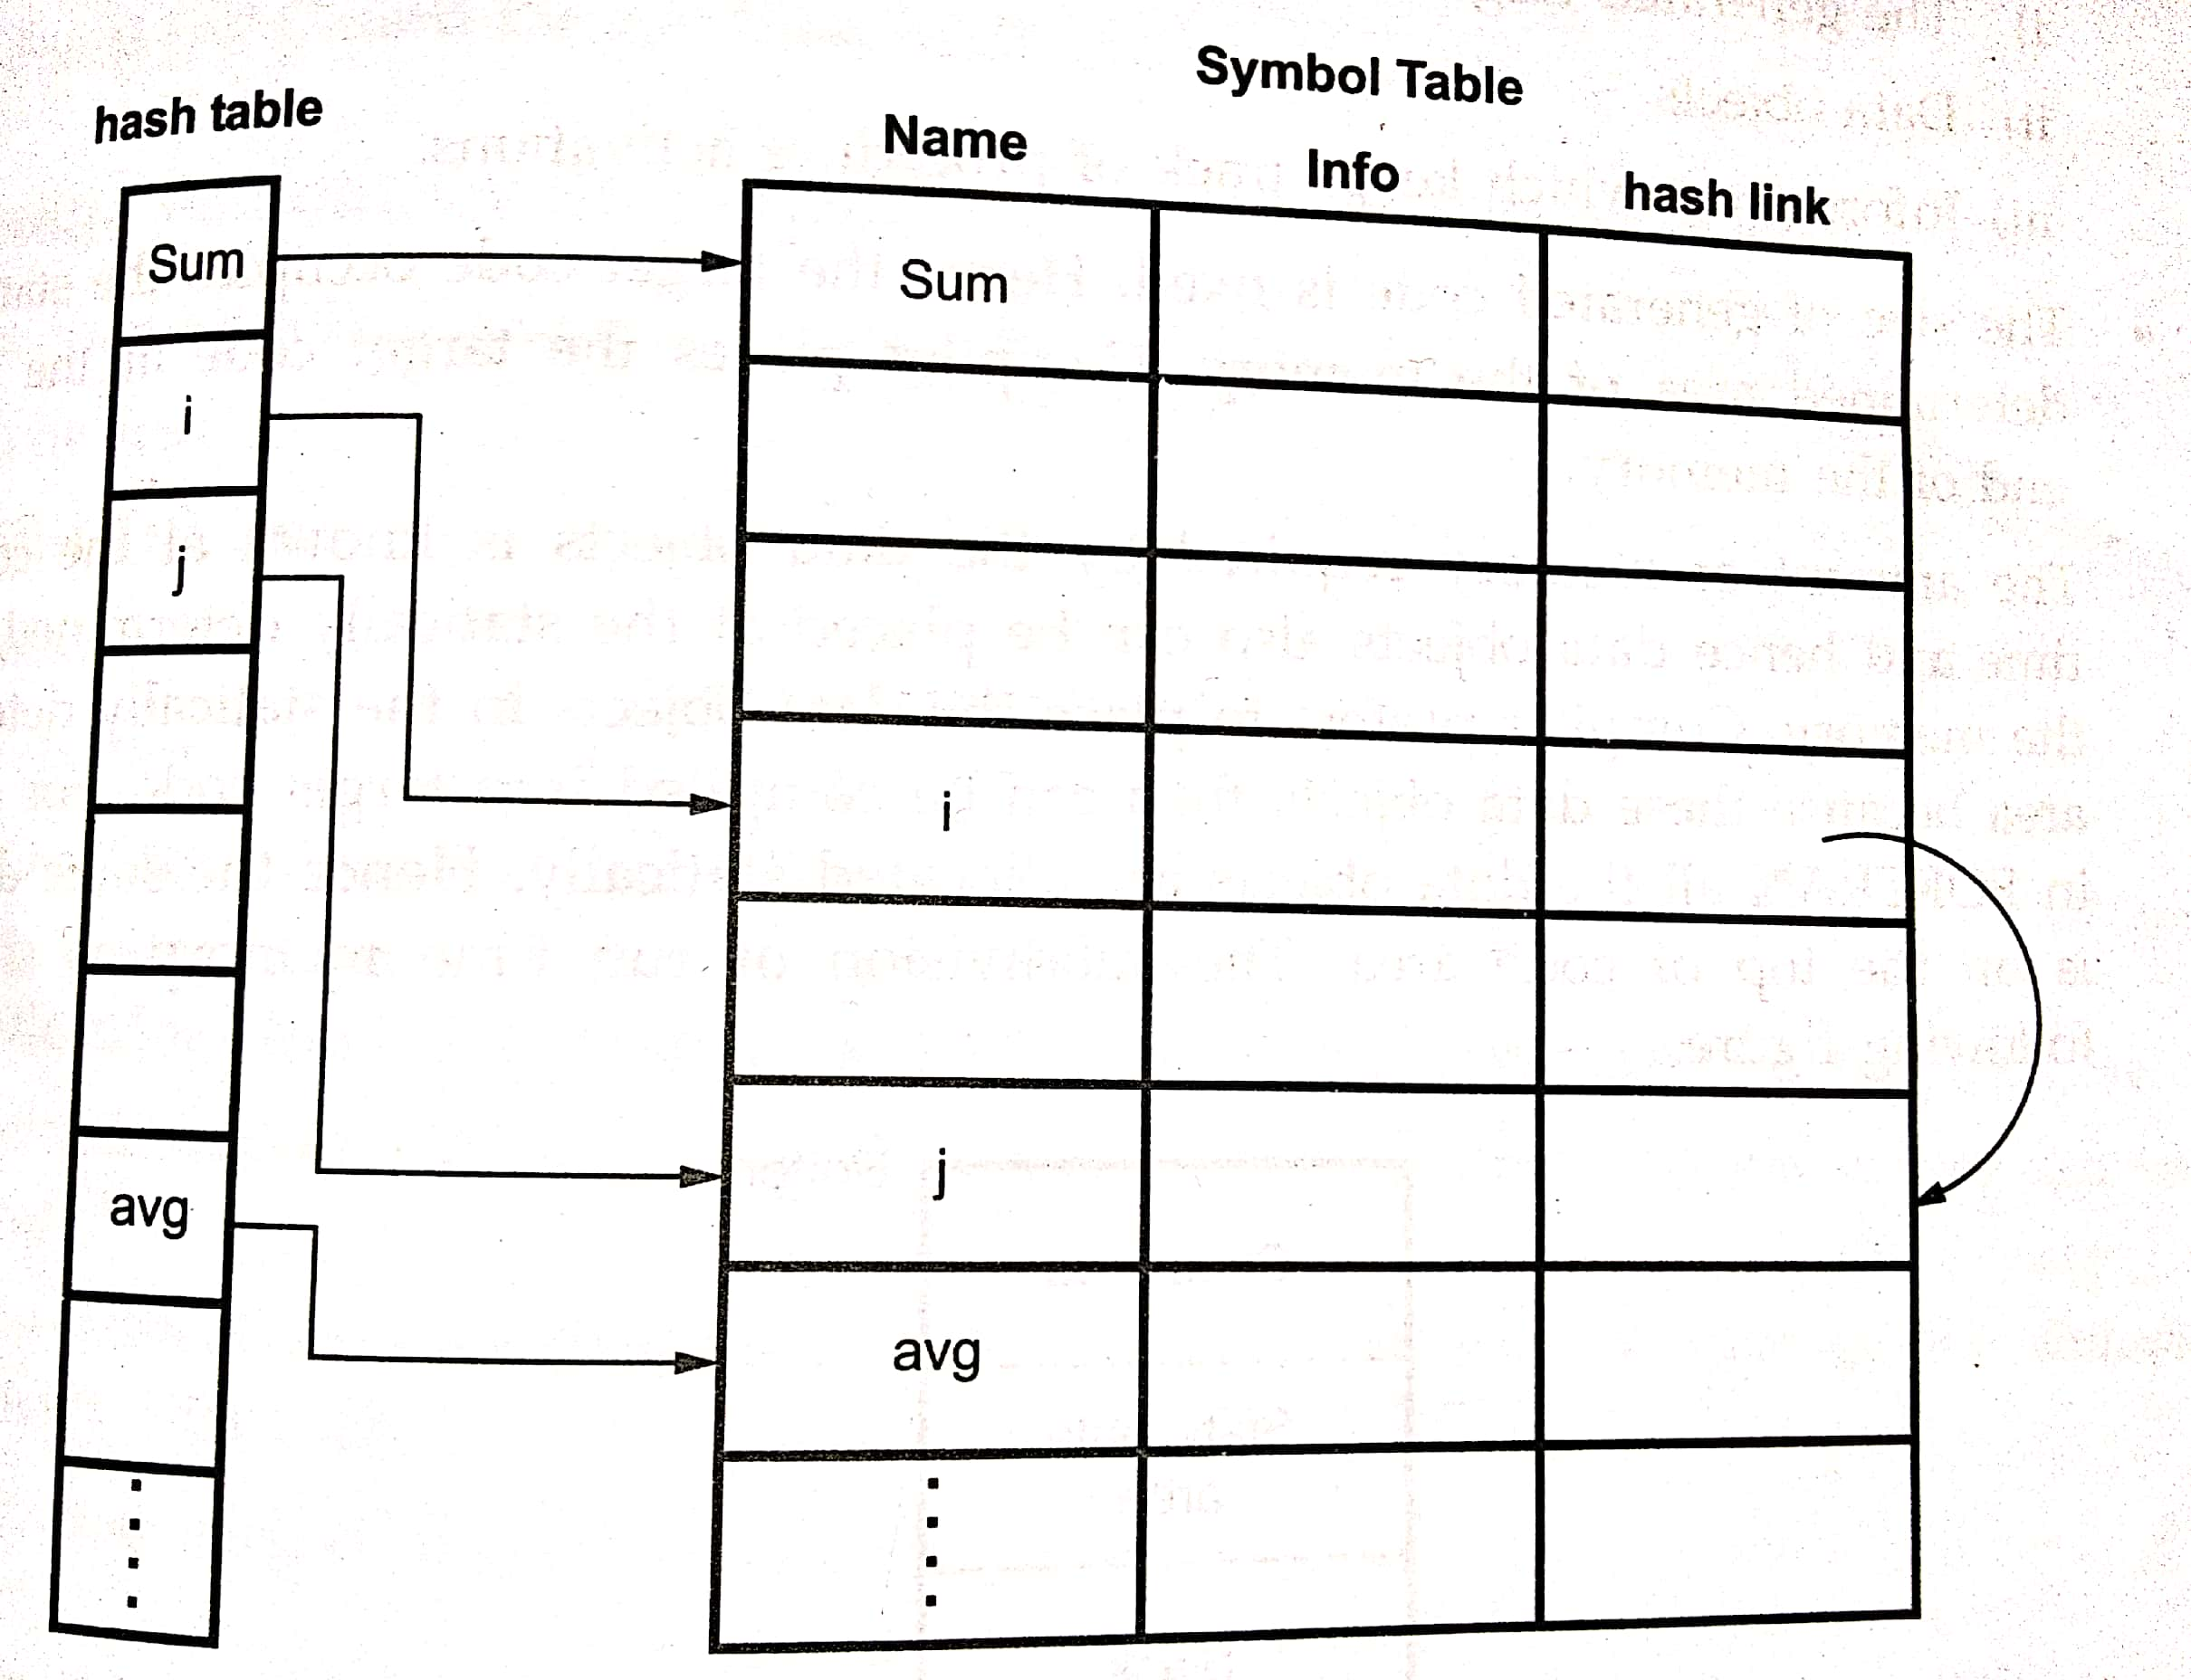 Symbol Table
hash table
Name
Info
hash link
Sum
Sum
i
j
i
j
avg
avg